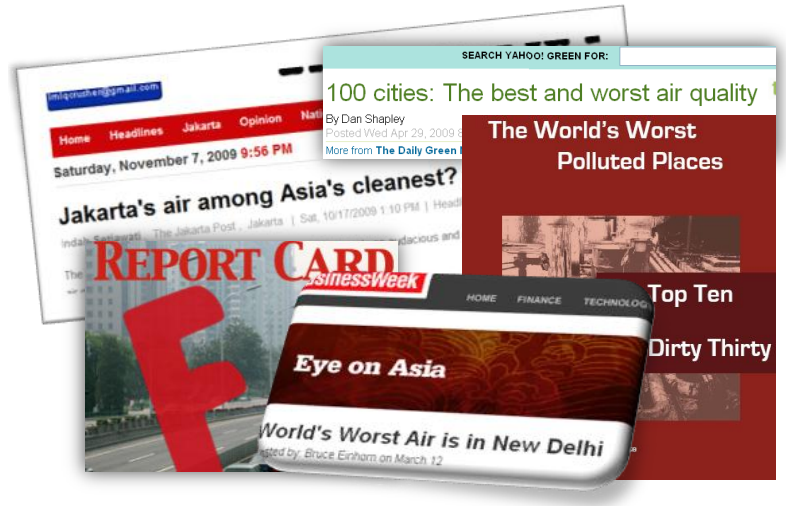 imlqcrusher@gmail.com
Home Headlines Jakarta Opinion
Saturday, November 7, 2009 9:56 PM
Jakarta's air among Asia's cleanest?
The Jakarta Post , Jakarta | Sat, 10/17/2009 1:10 PM |
SEARCH YAHOO! GREEN FOR:
100 cities: The best and worst air quality
By Dan Shapley
Posted Wed Apr 29, 2009
More from The Daily Green
The World's Worst
Polluted Places
Top Ten
Dirty Thirty
REPORT CARD
F
BusinessWeek
HOME FINANCE TECHNOLOG
Eye on Asia
World's Worst Air is in New Delhi
by: Bruce Einhorn on March 12